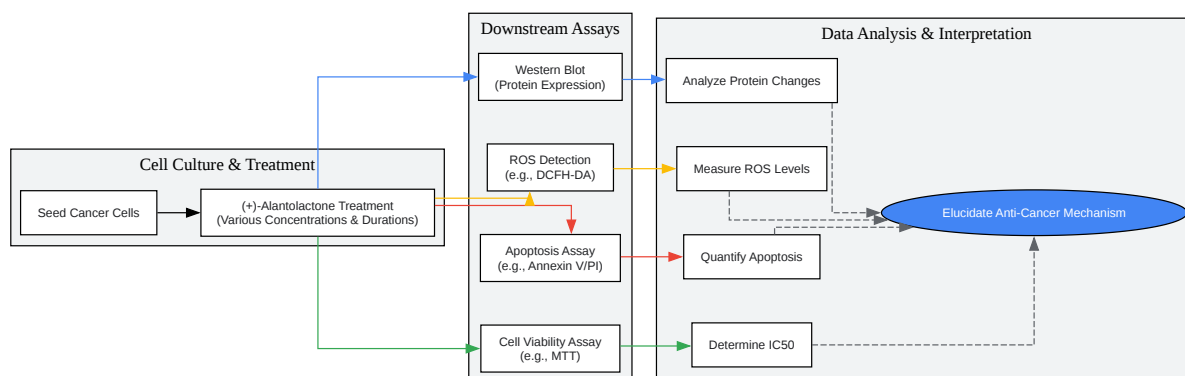 Cell Culture & Treatment
Seed Cancer Cells
(+)-Alantolactone Treatment
(Various Concentrations & Durations)
Downstream Assays
Western Blot
(Protein Expression)
ROS Detection
(e.g., DCFH-DA)
Apoptosis Assay
(e.g., Annexin V/PI)
Cell Viability Assay
(e.g., MTT)
Data Analysis & Interpretation
Analyze Protein Changes
Measure ROS Levels
Quantify Apoptosis
Determine IC50
Elucidate Anti-Cancer Mechanism